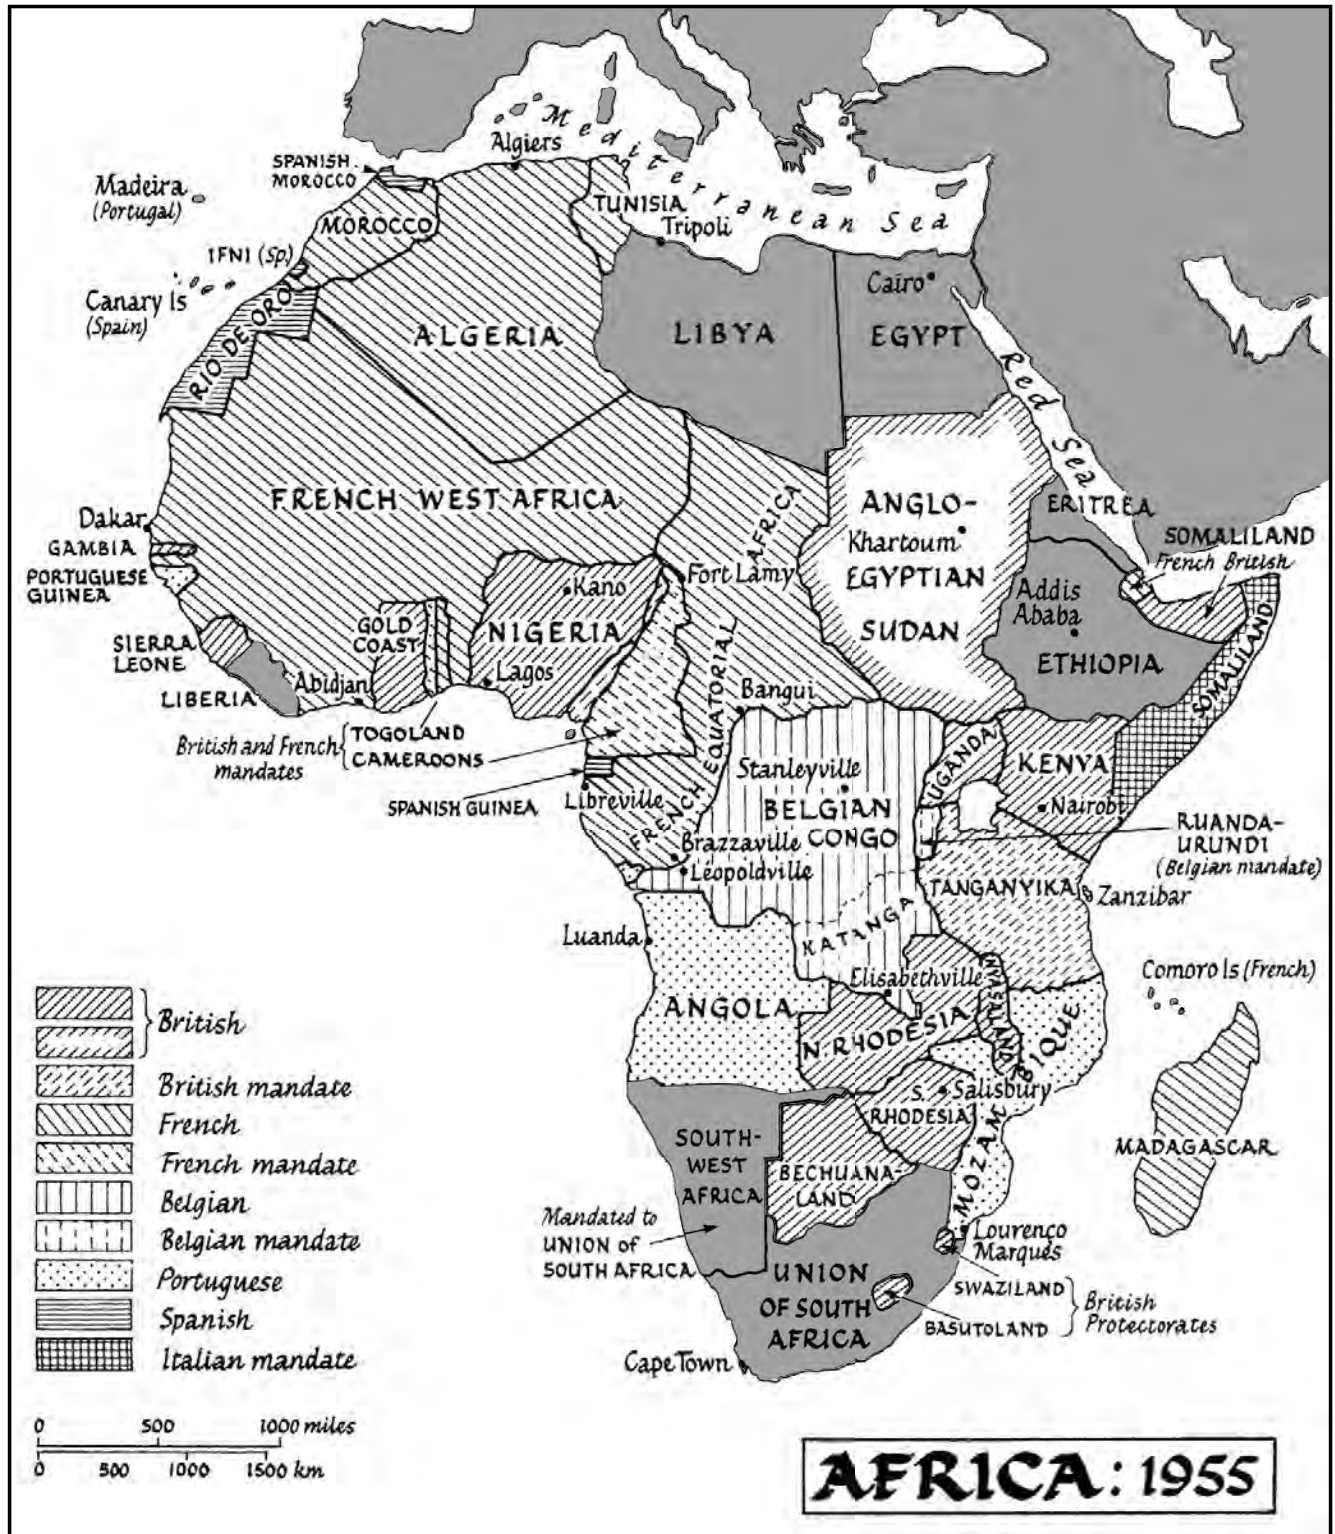 Mediterranean Sea
Algiers
SPANISH
MOROCCO
Madeira
(Portugal)
TUNISIA
Tripoli
MOROCCO
IFNI (Sp.)
Cairo
Canary Is
(Spain)
RIO DE ORO
ALGERIA
LIBYA
EGYPT
Red Sea
FRENCH WEST AFRICA
ANGLO-
EGYPTIAN
SUDAN
Khartoum
ERITREA
Dakar
GAMBIA
PORTUGUESE
GUINEA
SOMALILAND
French British
Fort Lamy
Kano
Addis
Ababa
GOLD
COAST
NIGERIA
SIERRA
LEONE
ETHIOPIA
SOMALILAND
LIBERIA
Abidjan
Lagos
Bangui
FRENCH EQUATORIAL AFRICA
British and French
mandates
TOGOLAND
CAMEROONS
SPANISH GUINEA
Libreville
Stanleyville
BELGIAN
CONGO
UGANDA
KENYA
Nairobi
RUANDA-
URUNDI
(Belgian mandate)
Brazzaville
Léopoldville
TANGANYIKA
Zanzibar
KATANGA
Luanda
Elisabethville
Comoro Is (French)
ANGOLA
N. RHODESIA
NYASALAND
MOZAMBIQUE
S.
RHODESIA
Salisbury
MADAGASCAR
SOUTH-
WEST
AFRICA
BECHUANA-
LAND
Mandated to
UNION of
SOUTH AFRICA
Lourenço
Marques
UNION
OF SOUTH
AFRICA
SWAZILAND
BASUTOLAND
British
Protectorates
Cape Town
British
British mandate
French
French mandate
Belgian
Belgian mandate
Portuguese
Spanish
Italian mandate
0 500 1000 miles
0 500 1000 1500 km
AFRICA: 1955